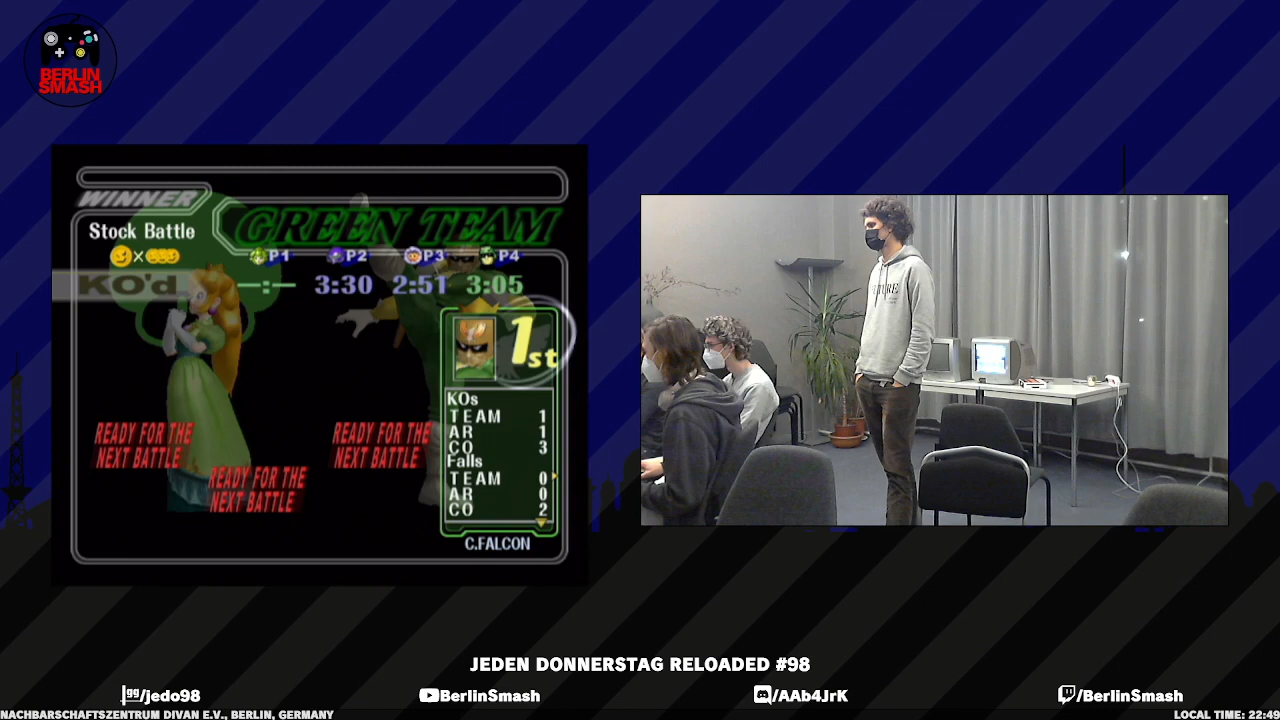 BERLIN
SMASH
WINNER
GREEN TEAM
Stock Battle
P1
P2
P3
P4
KO'd
-:-
3:30
2:51
3:05
1st
KOs
TEAM 1
AR 1
CO 3
Falls
TEAM 0
AR 0
CO 2
READY FOR THE
NEXT BATTLE
READY FOR THE
NEXT BATTLE
READY FOR THE
NEXT BATTLE
C.FALCON
JEDEN DONNERSTAG RELOADED #98
gg/jedo98
BerlinSmash
/AAb4JrK
/BerlinSmash
NACHBARSCHAFTSZENTRUM DIVAN E.V., BERLIN, GERMANY
LOCAL TIME: 22:49